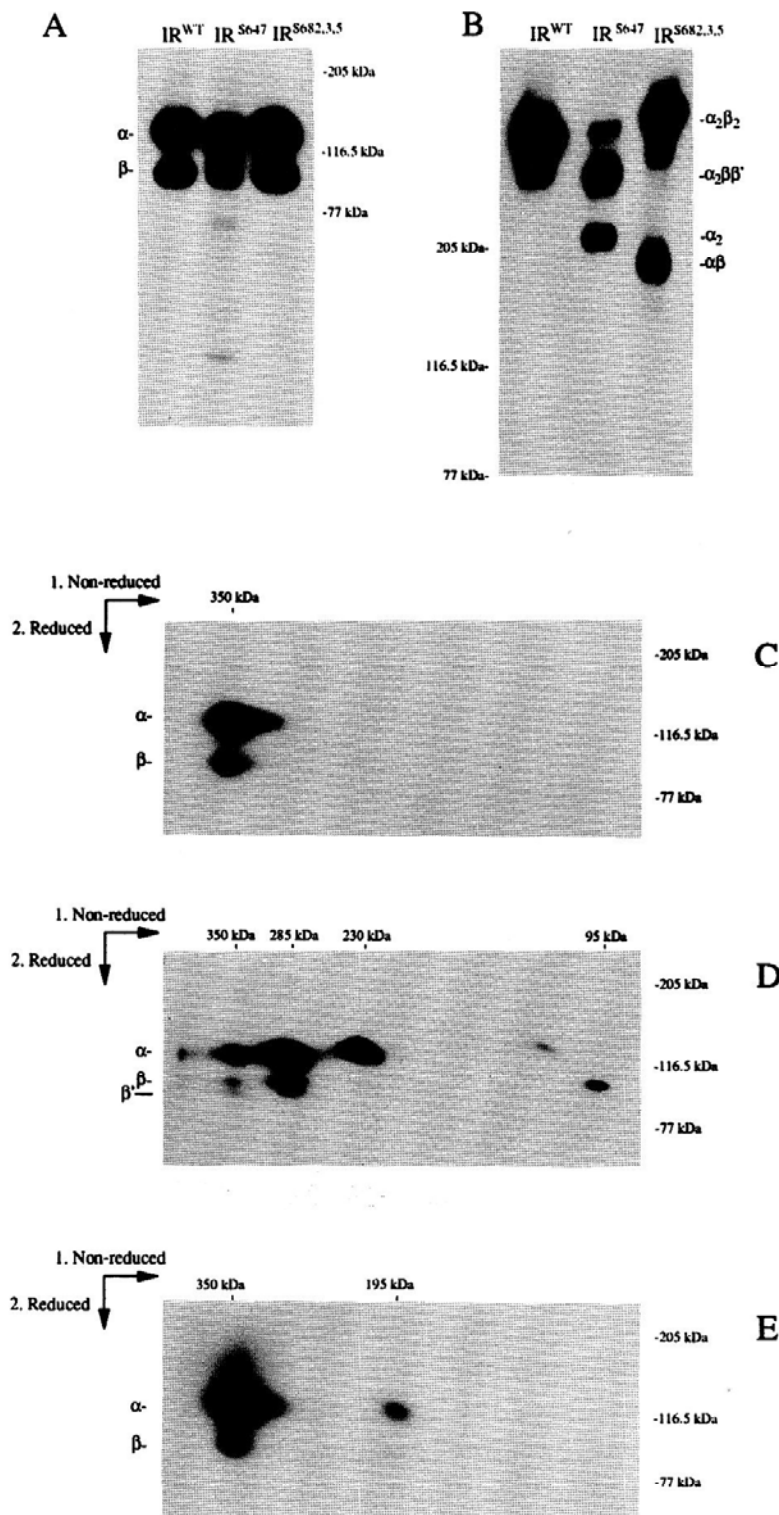 A
IR^WT IR^S647 IR^S682,3,5
-205 kDa
α-
-116.5 kDa
β-
-77 kDa
B
IR^WT IR^S647 IR^S682,3,5
-α₂β₂
-α₂ββ'
-α₂
205 kDa-
-αβ
116.5 kDa-
77 kDa-
1. Non-reduced
350 kDa
2. Reduced
C
-205 kDa
α-
-116.5 kDa
β-
-77 kDa
1. Non-reduced
350 kDa 285 kDa 230 kDa 95 kDa
2. Reduced
D
-205 kDa
α-
-116.5 kDa
β-
β'—
-77 kDa
1. Non-reduced
350 kDa 195 kDa
2. Reduced
E
-205 kDa
α-
-116.5 kDa
β-
-77 kDa